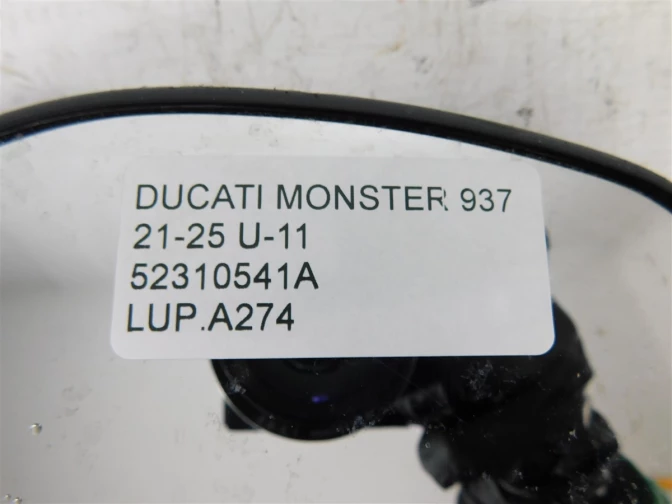 DUCATI MONSTER 937
21-25 U-11
52310541A
LUP.A274